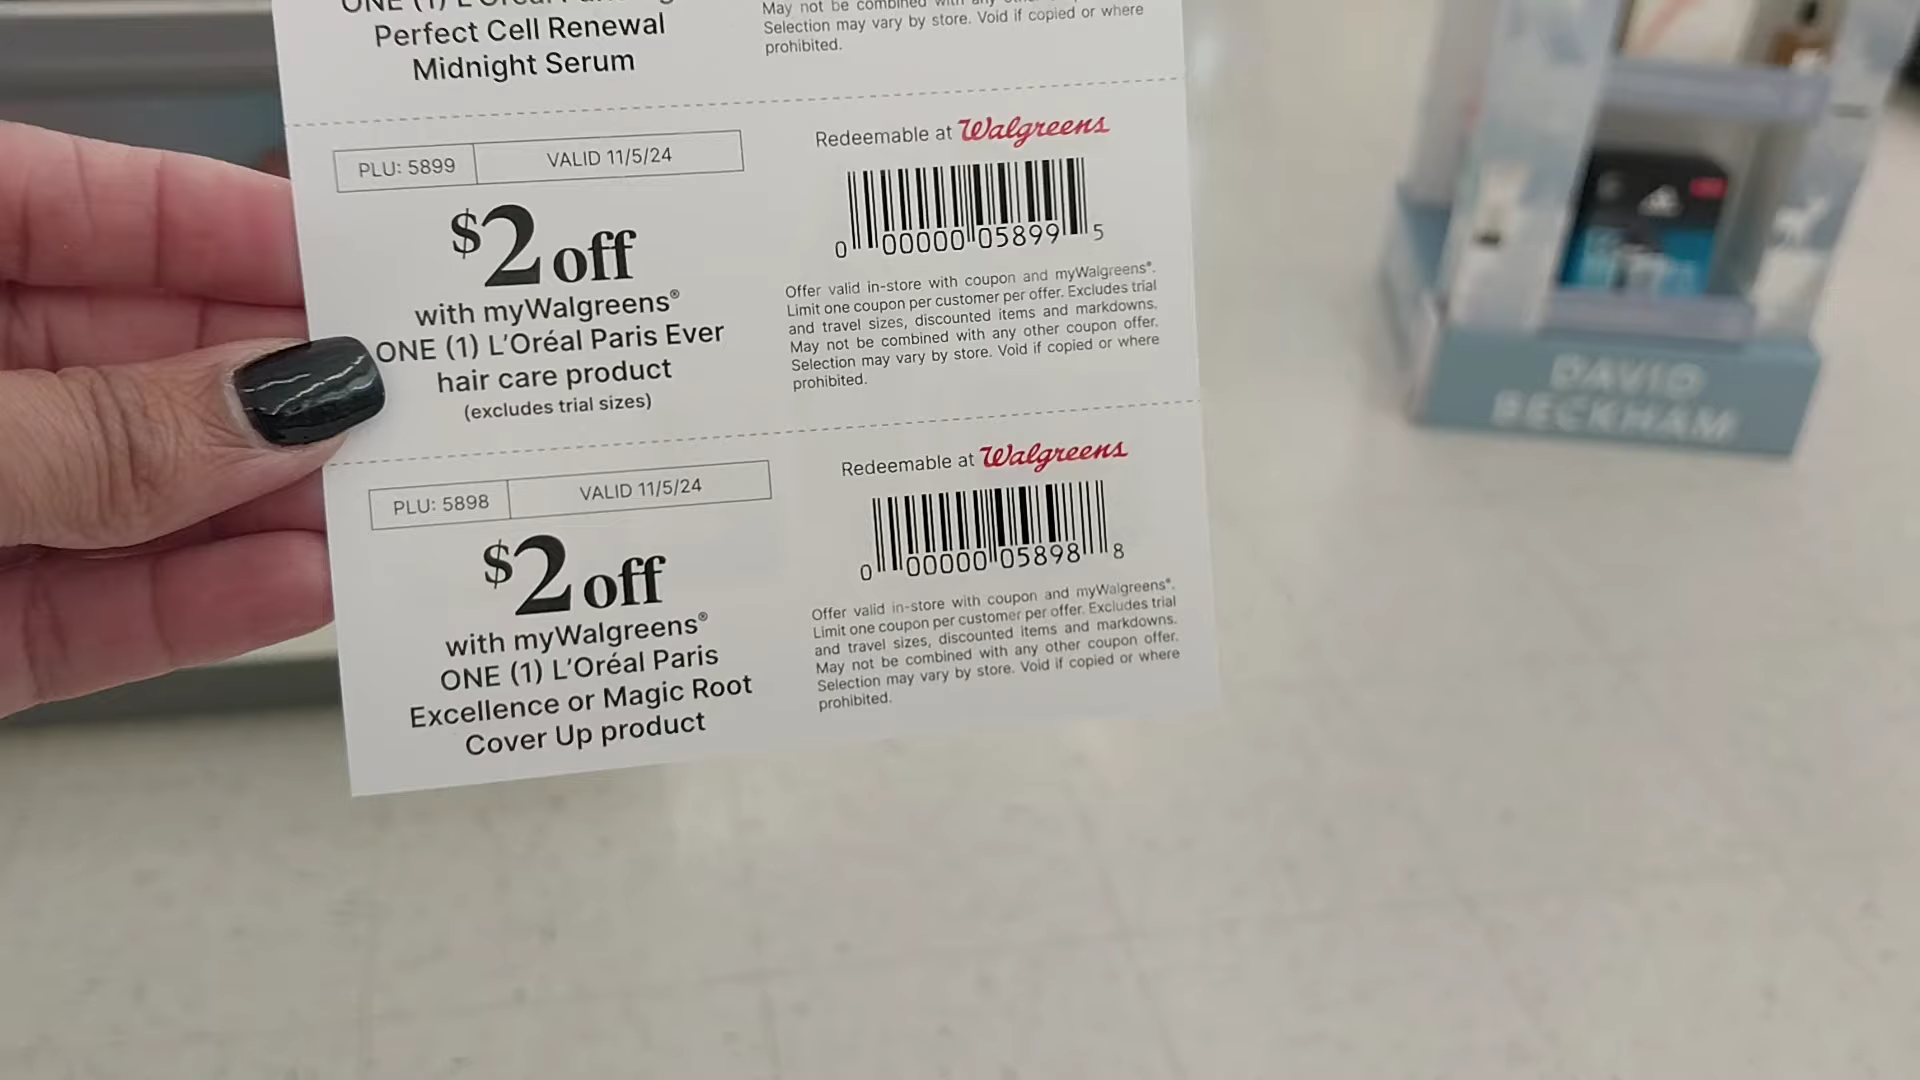 ONE (1) L'Oréal
Perfect Cell Renewal
Midnight Serum
May not be combined with any
Selection may vary by store. Void if copied or where
prohibited.
PLU: 5899
VALID 11/5/24
$2 off
with myWalgreens®
ONE (1) L'Oréal Paris Ever
hair care product
(excludes trial sizes)
Redeemable at Walgreens
0 00000 05899 5
Offer valid in-store with coupon and myWalgreens®.
Limit one coupon per customer per offer. Excludes trial
and travel sizes, discounted items and markdowns.
May not be combined with any other coupon offer.
Selection may vary by store. Void if copied or where
prohibited.
PLU: 5898
VALID 11/5/24
$2 off
with myWalgreens®
ONE (1) L'Oréal Paris
Excellence or Magic Root
Cover Up product
Redeemable at Walgreens
0 00000 05898 8
Offer valid in-store with coupon and myWalgreens®.
Limit one coupon per customer per offer. Excludes trial
and travel sizes, discounted items and markdowns.
May not be combined with any other coupon offer.
Selection may vary by store. Void if copied or where
prohibited.
DAVID
BECKHAM